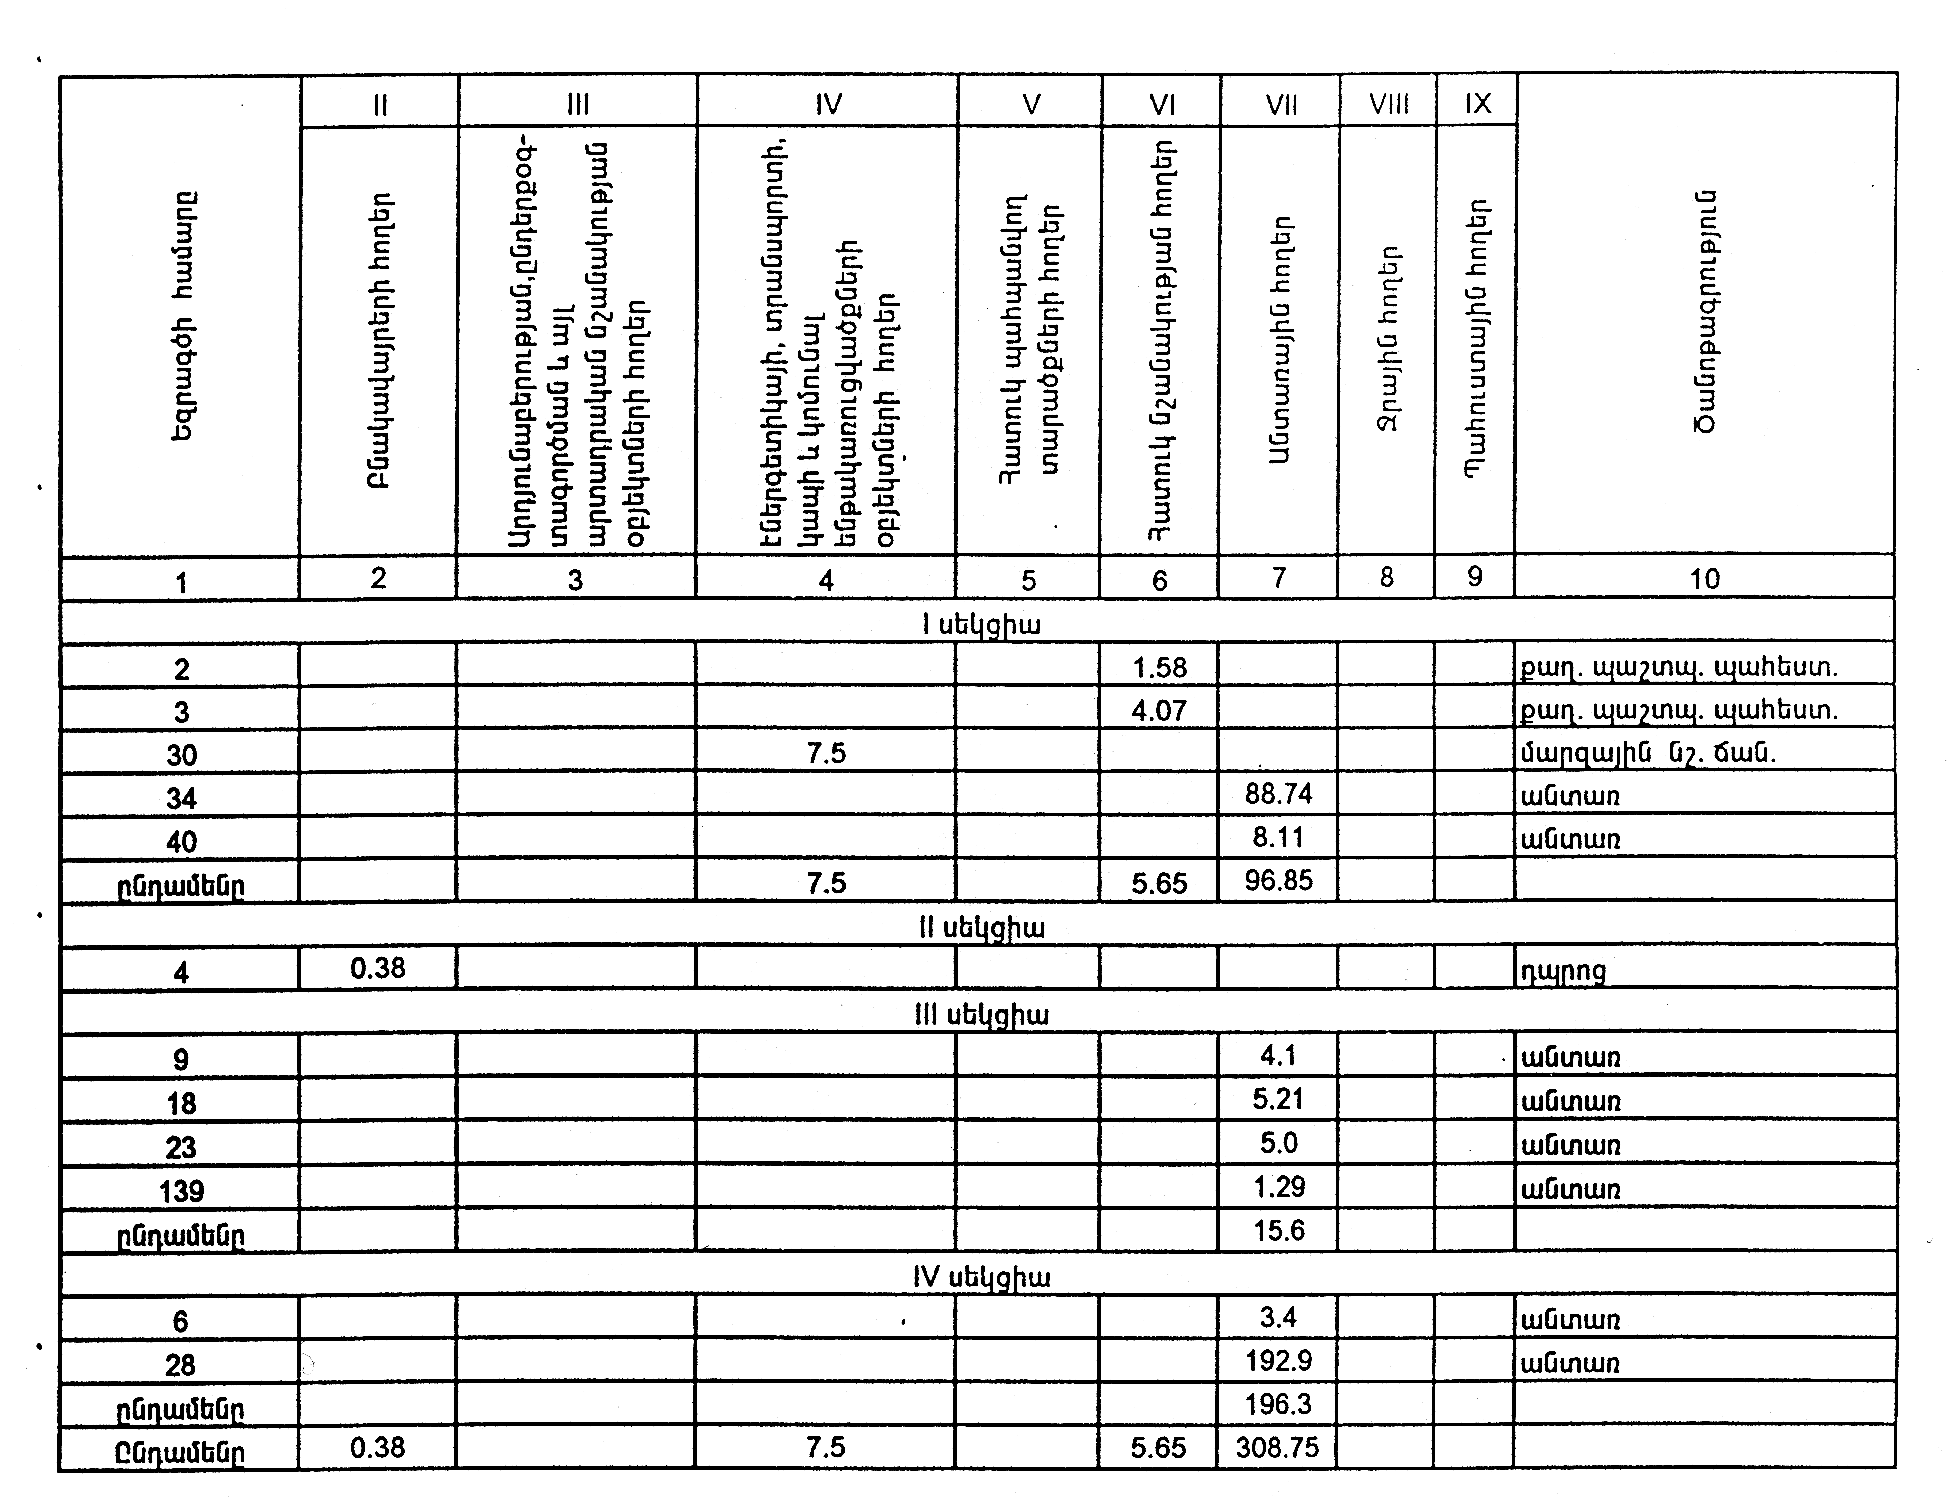 Եզրագծի համարը
II
III
IV
V
VI
VII
VIII
IX
Ծանոթագրություն
Բնակավայրերի հողեր
Արդյունաբերության,ընդերքօգ-
տագործման և այլ
արտադրական նշանակության
օբյեկտների հողեր
էներգետիկայի, տրանսպորտի,
կապի և կոմունալ
ենթակառուցվածքների
օբյեկտների հողեր
Հատուկ պահպանվող
տարածքների հողեր
Հատուկ նշանակության հողեր
Անտառային հողեր
Ջրային հողեր
Պահուստային հողեր
1 2 3 4 5 6 7 8 9 10
I սեկցիա
2 1.58 քաղ. պաշտպ. պահեստ.
3 4.07 քաղ. պաշտպ. պահեստ.
30 7.5 մարզային նշ. ճան.
34 88.74 անտառ
40 8.11 անտառ
ընդամենը 7.5 5.65 96.85
II սեկցիա
4 0.38 դպրոց
III սեկցիա
9 4.1 անտառ
18 5.21 անտառ
23 5.0 անտառ
139 1.29 անտառ
ընդամենը 15.6
IV սեկցիա
6 3.4 անտառ
28 192.9 անտառ
ընդամենը 196.3
Ընդամենը 0.38 7.5 5.65 308.75